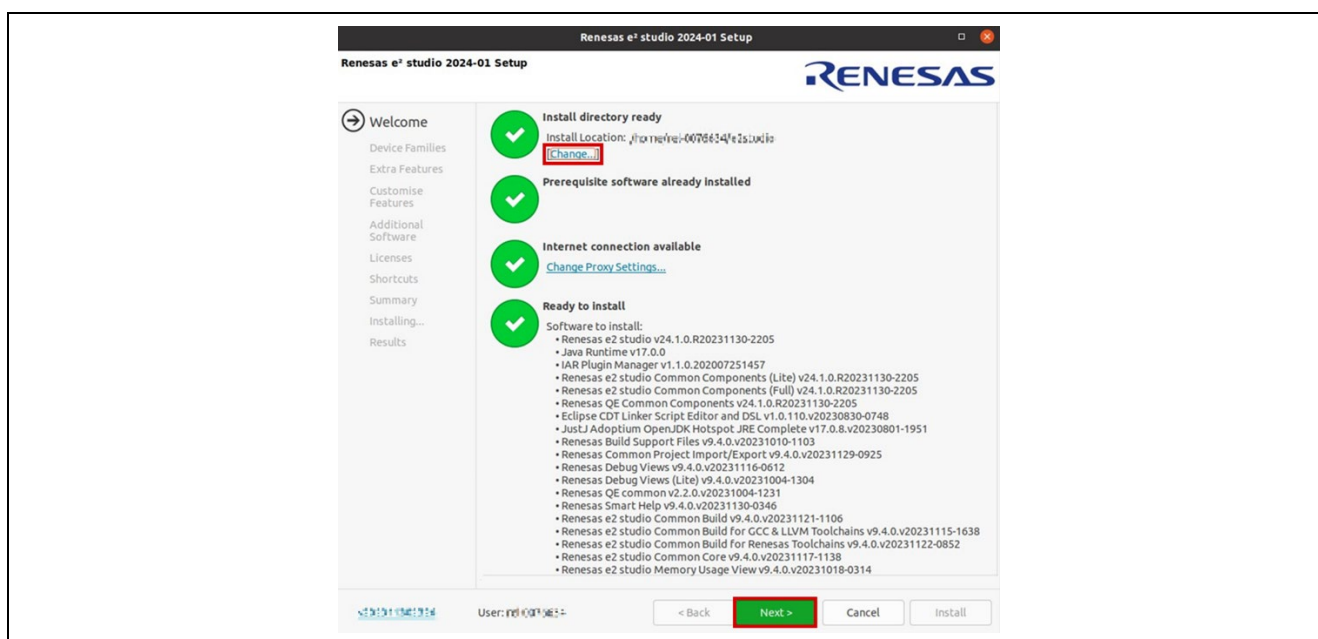 Renesas e² studio 2024-01 Setup
Renesas e² studio 2024-01 Setup
RENESAS
Welcome
Device Families
Extra Features
Customise
Features
Additional
Software
Licenses
Shortcuts
Summary
Installing...
Results
Install directory ready
Install Location:
[Change...]
Prerequisite software already installed
Internet connection available
Change Proxy Settings...
Ready to install
Software to install:
• Renesas e2 studio v24.1.0.R20231130-2205
• Java Runtime v17.0.0
• IAR Plugin Manager v1.1.0.202007251457
• Renesas e2 studio Common Components (Lite) v24.1.0.R20231130-2205
• Renesas e2 studio Common Components (Full) v24.1.0.R20231130-2205
• Renesas QE Common Components v24.1.0.R20231130-2205
• Eclipse CDT Linker Script Editor and DSL v1.0.110.v20230830-0748
• JustJ Adoptium OpenJDK Hotspot JRE Complete v17.0.8.v20230801-1951
• Renesas Build Support Files v9.4.0.v20231010-1103
• Renesas Common Project Import/Export v9.4.0.v20231129-0925
• Renesas Debug Views v9.4.0.v20231116-0612
• Renesas Debug Views (Lite) v9.4.0.v20231004-1304
• Renesas QE common v2.2.0.v20231004-1231
• Renesas Smart Help v9.4.0.v20231130-0346
• Renesas e2 studio Common Build v9.4.0.v20231121-1106
• Renesas e2 studio Common Build for GCC & LLVM Toolchains v9.4.0.v20231115-1638
• Renesas e2 studio Common Build for Renesas Toolchains v9.4.0.v20231122-0852
• Renesas e2 studio Common Core v9.4.0.v20231117-1138
• Renesas e2 studio Memory Usage View v9.4.0.v20231018-0314
User:
< Back
Next >
Cancel
Install